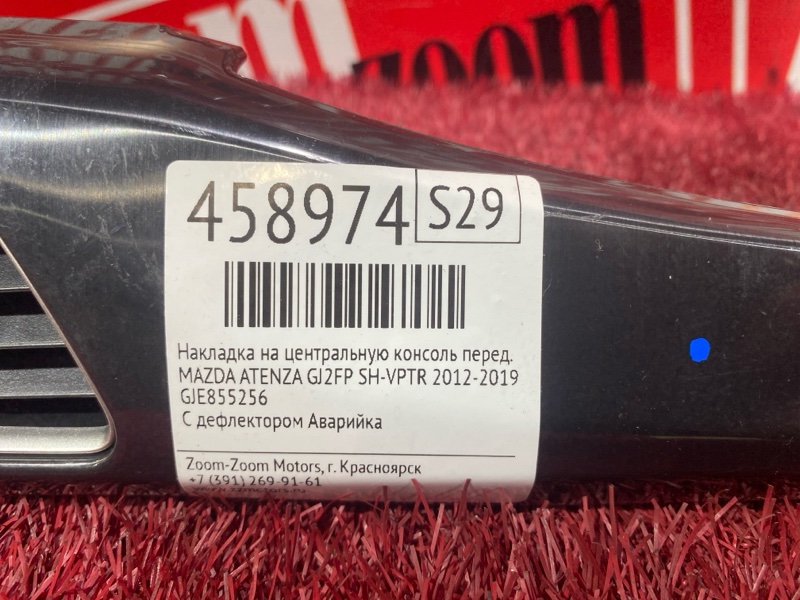 zoom
458974 S29
Накладка на центральную консоль перед.
MAZDA ATENZA GJ2FP SH-VPTR 2012-2019
GJE855256
С дефлектором Аварийка
Zoom-Zoom Motors, г. Красноярск
+7 (391) 269-91-61